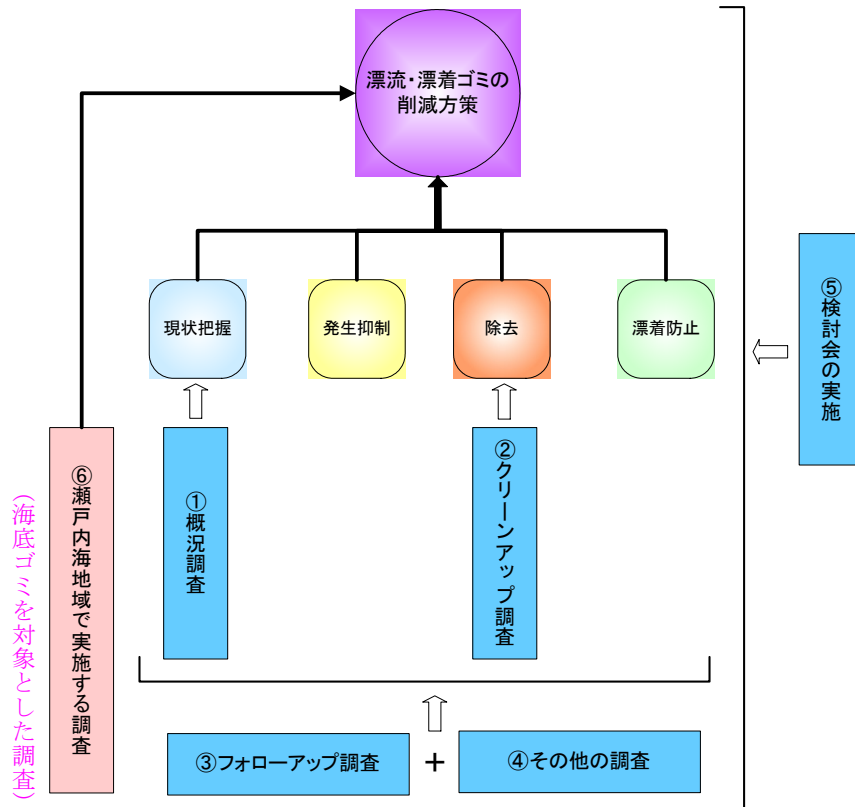 漂流・漂着ゴミの
削減方策
現状把握
発生抑制
除去
漂着防止
⑤検討会の実施
①概況調査
②クリーンアップ調査
⑥瀬戸内海地域で実施する調査
(海底ゴミを対象とした調査)
③フォローアップ調査
+
④その他の調査